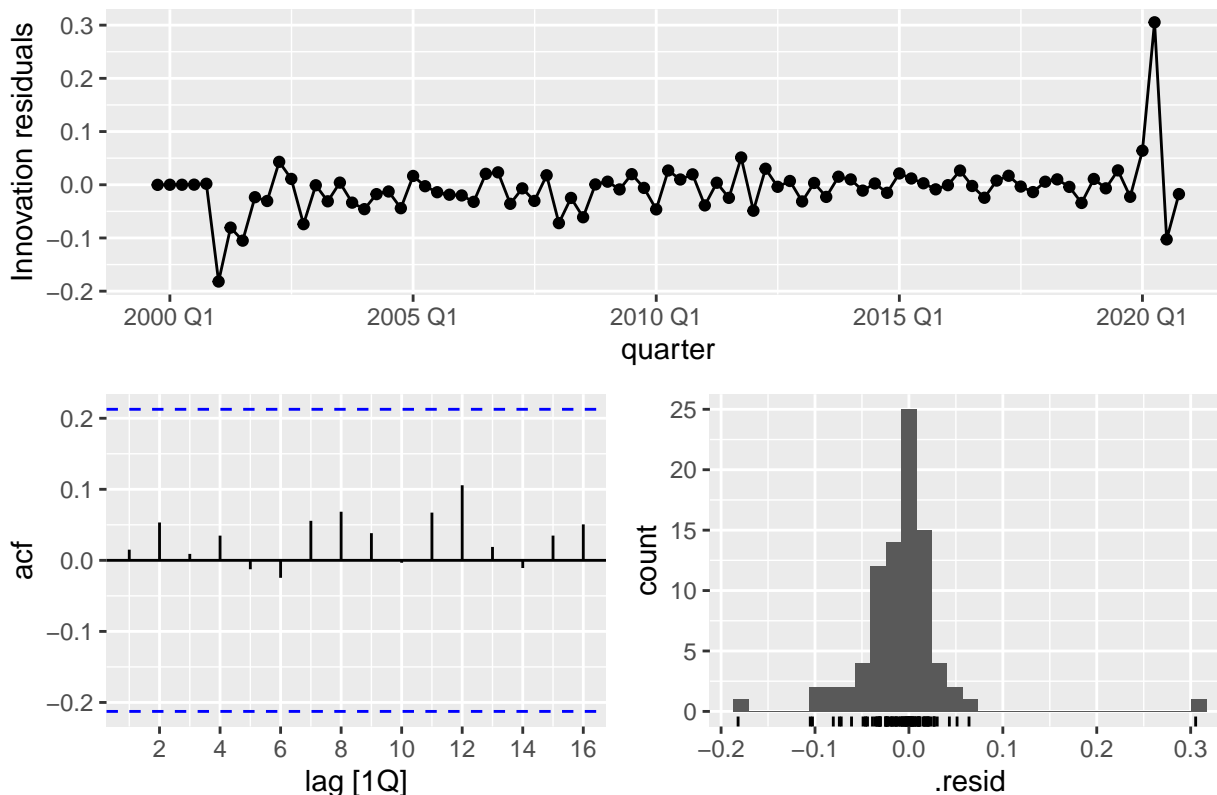 Innovation residuals
0.3
0.2
0.1
0.0
−0.1
−0.2
2000 Q1 2005 Q1 2010 Q1 2015 Q1 2020 Q1
quarter
acf
0.2
0.1
0.0
−0.1
−0.2
2 4 6 8 10 12 14 16
lag [1Q]
count
25
20
15
10
5
0
−0.2 −0.1 0.0 0.1 0.2 0.3
.resid